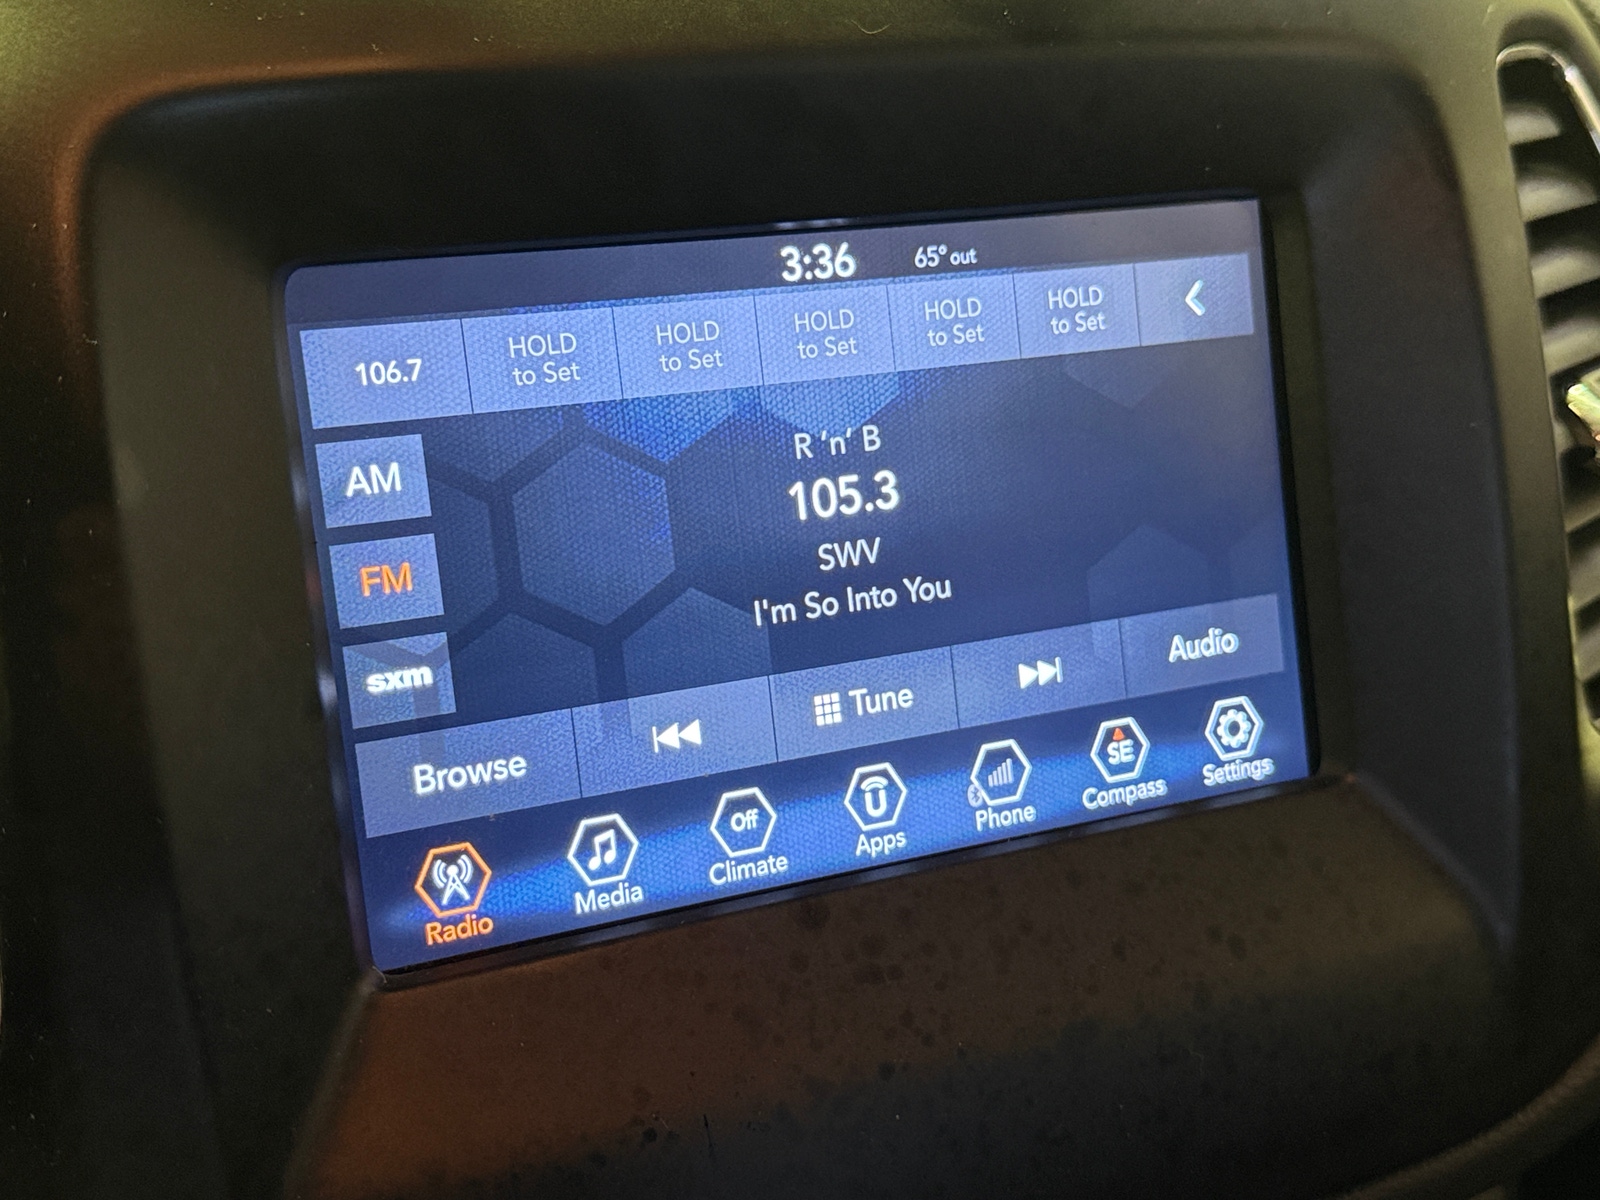 3:36 65° out
106.7
HOLD
to Set
HOLD
to Set
HOLD
to Set
HOLD
to Set
HOLD
to Set
AM
FM
sxm
R 'n' B
105.3
SWV
I'm So Into You
Browse
Tune
Audio
Radio
Media
Off
Climate
U
Apps
Phone
SE
Compass
Settings